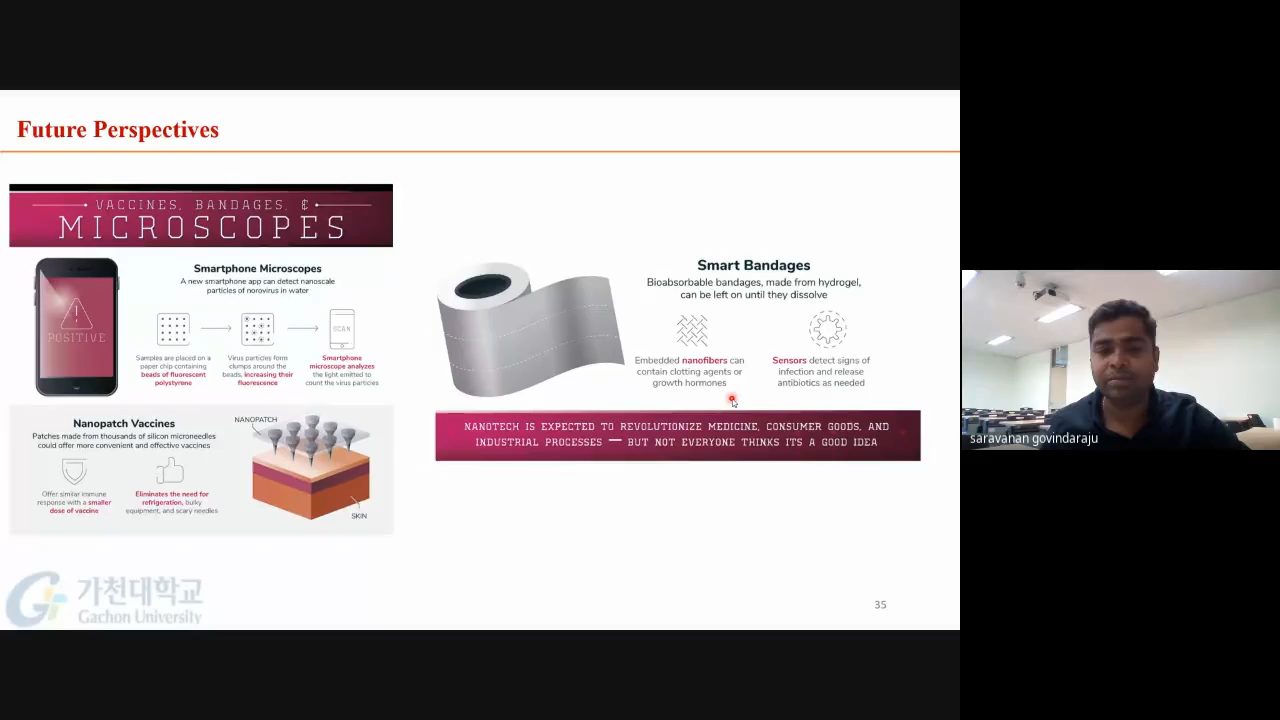 Future Perspectives
VACCINES, BANDAGES, &
MICROSCOPES
POSITIVE
Smartphone Microscopes
A new smartphone app can detect nanoscale
particles of norovirus in water
SCAN
Samples are placed on a
paper chip containing
beads of fluorescent
polystyrene
Virus particles form
clumps around the
beads, increasing their
fluorescence
Smartphone
microscope analyzes
the light emitted to
count the virus particles
Nanopatch Vaccines
Patches made from thousands of silicon microneedles
could offer more convenient and effective vaccines
Offer similar immune
response with a smaller
dose of vaccine
Eliminates the need for
refrigeration, bulky
equipment, and scary needles
NANOPATCH
SKIN
Smart Bandages
Bioabsorbable bandages, made from hydrogel,
can be left on until they dissolve
Embedded nanofibers can
contain clotting agents or
growth hormones
Sensors detect signs of
infection and release
antibiotics as needed
NANOTECH IS EXPECTED TO REVOLUTIONIZE MEDICINE, CONSUMER GOODS, AND
INDUSTRIAL PROCESSES — BUT NOT EVERYONE THINKS ITS A GOOD IDEA
가천대학교
Gachon University
35
saravanan govindaraju